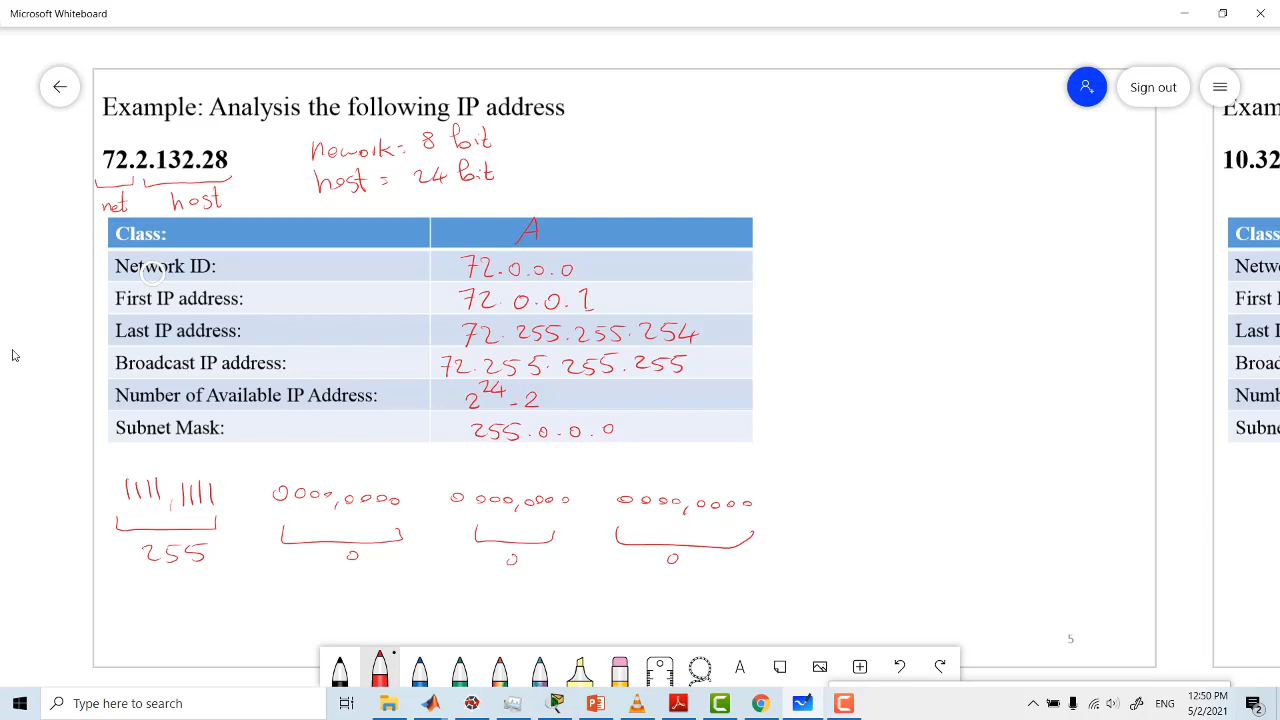 Microsoft Whiteboard
Sign out
Example: Analysis the following IP address
72.2.132.28
nework = 8 bit
host = 24 bit
net host
Class: A
Network ID: 72.0.0.0
First IP address: 72.0.0.1
Last IP address: 72.255.255.254
Broadcast IP address: 72.255.255.255
Number of Available IP Address: 2^24 - 2
Subnet Mask: 255.0.0.0
1111,1111 0000,0000 0000,0000 0000,0000
255 0 0 0
5
Exam
10.32
Class
Netw
First I
Last I
Broad
Numb
Subne
A
Type here to search
ENG
12:50 PM
5/2/2021
2